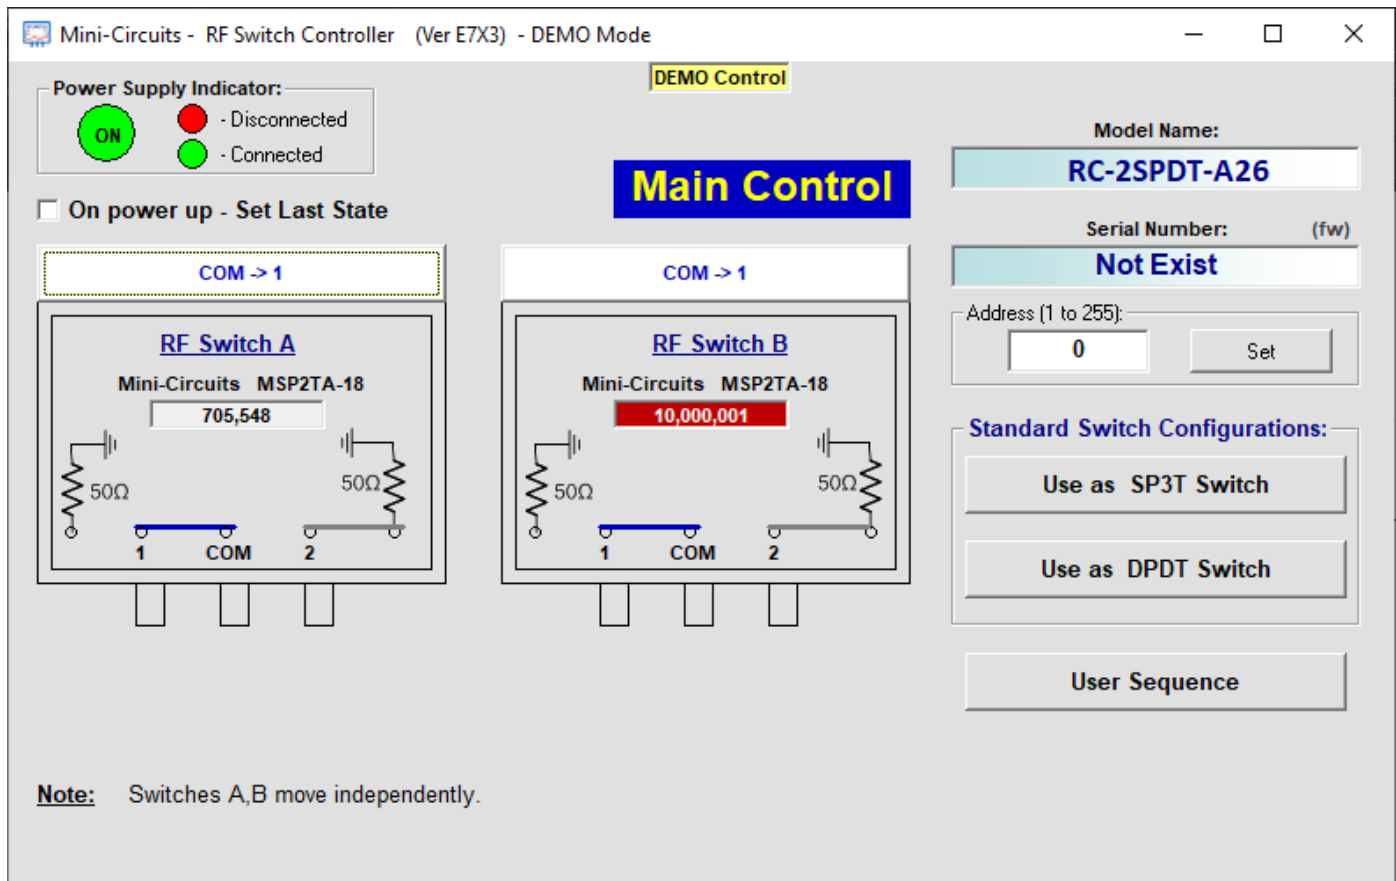 Mini-Circuits - RF Switch Controller (Ver E7X3) - DEMO Mode
DEMO Control
Power Supply Indicator:
ON
- Disconnected
- Connected
On power up - Set Last State
Main Control
Model Name:
RC-2SPDT-A26
Serial Number: (fw)
Not Exist
Address (1 to 255):
0 Set
COM -> 1
RF Switch A
Mini-Circuits MSP2TA-18
705,548
50Ω 50Ω
1 COM 2
COM -> 1
RF Switch B
Mini-Circuits MSP2TA-18
10,000,001
50Ω 50Ω
1 COM 2
Standard Switch Configurations:
Use as SP3T Switch
Use as DPDT Switch
User Sequence
Note: Switches A,B move independently.